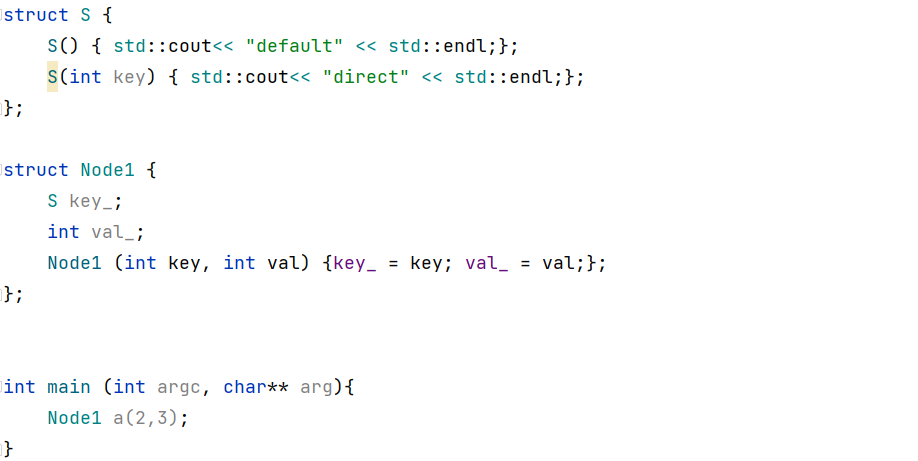 struct S {
    S() { std::cout<< "default" << std::endl;};
    S(int key) { std::cout<< "direct" << std::endl;};
};
struct Node1 {
    S key_;
    int val_;
    Node1 (int key, int val) {key_ = key; val_ = val;};
};
int main (int argc, char** arg){
    Node1 a(2,3);
}